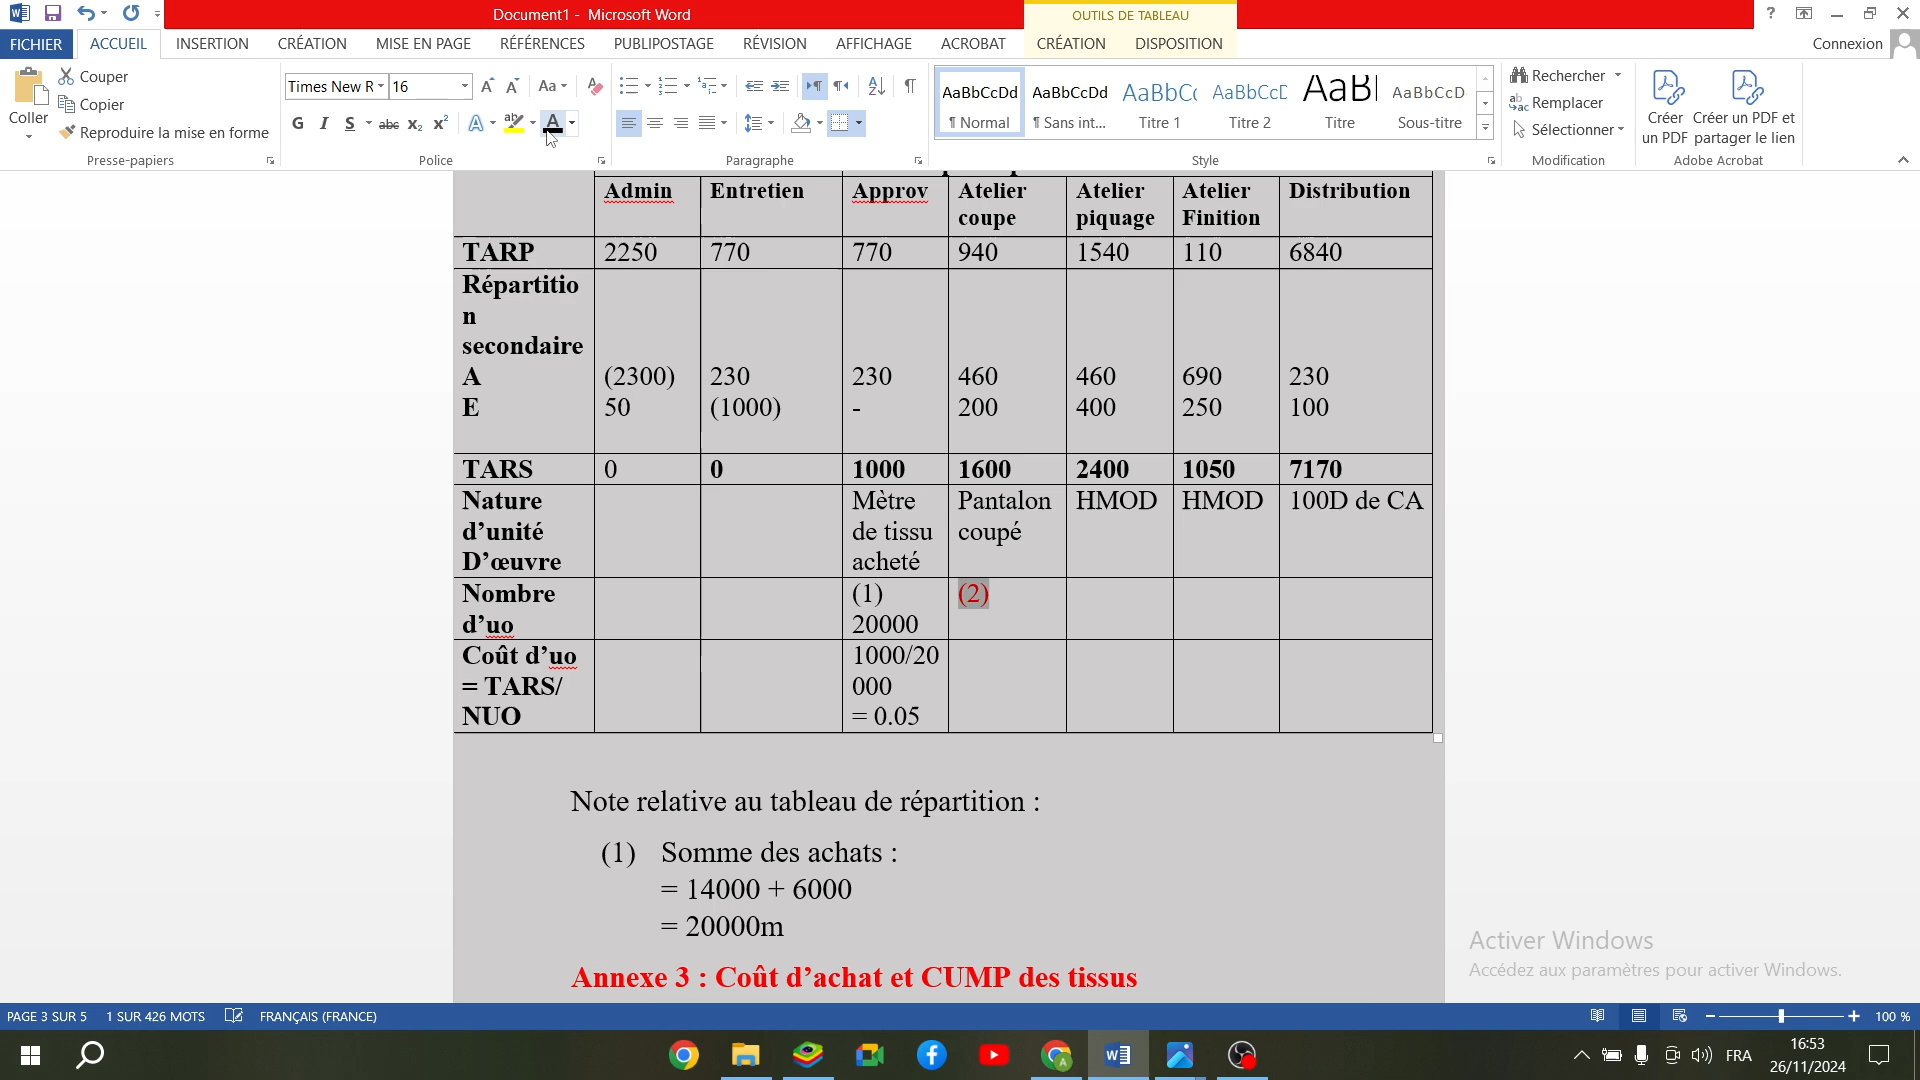 Document1 - Microsoft Word
OUTILS DE TABLEAU
?
FICHIER
ACCUEIL
INSERTION
CRÉATION
MISE EN PAGE
RÉFÉRENCES
PUBLIPOSTAGE
RÉVISION
AFFICHAGE
ACROBAT
CRÉATION
DISPOSITION
Connexion
Coller
Couper
Copier
Reproduire la mise en forme
Presse-papiers
Times New R
16
Police
Paragraphe
AaBbCcDd
¶ Normal
AaBbCcDd
¶ Sans int...
AaBbCc
Titre 1
AaBbCcE
Titre 2
AaBl
Titre
AaBbCcD
Sous-titre
Style
Rechercher
Remplacer
Sélectionner
Modification
Créer un PDF
Créer un PDF et partager le lien
Adobe Acrobat
Admin
Entretien
Approv
Atelier coupe
Atelier piquage
Atelier Finition
Distribution
TARP 2250 770 770 940 1540 110 6840
Répartitio
n
secondaire
A (2300) 230 230 460 460 690 230
E 50 (1000) - 200 400 250 100
TARS 0 0 1000 1600 2400 1050 7170
Nature Mètre Pantalon HMOD HMOD 100D de CA
d’unité de tissu coupé
D’œuvre acheté
Nombre (1) (2)
d’uo 20000
Coût d’uo 1000/20
= TARS/ 000
NUO = 0.05
Note relative au tableau de répartition :
(1) Somme des achats :
= 14000 + 6000
= 20000m
Annexe 3 : Coût d’achat et CUMP des tissus
Activer Windows
Accédez aux paramètres pour activer Windows.
PAGE 3 SUR 5
1 SUR 426 MOTS
FRANÇAIS (FRANCE)
100 %
FRA
16:53
26/11/2024